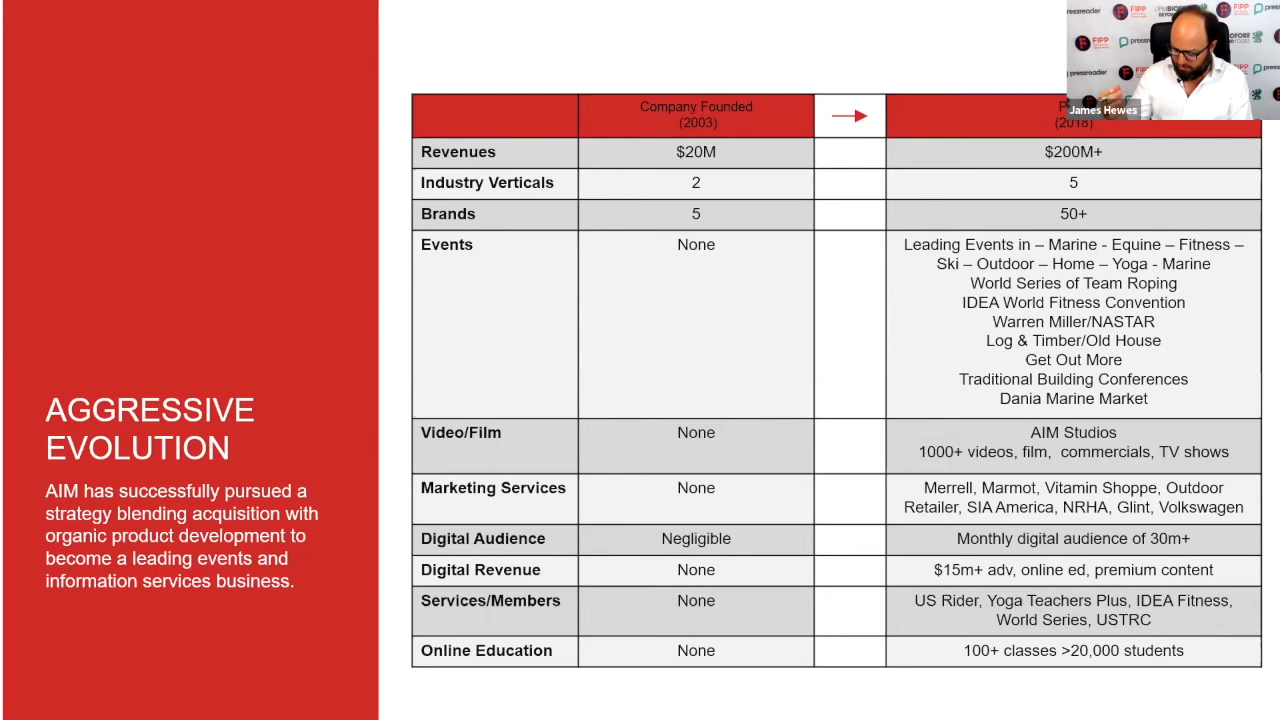 AGGRESSIVE
EVOLUTION
AIM has successfully pursued a
strategy blending acquisition with
organic product development to
become a leading events and
information services business.
Company Founded
(2003)
(2018)
Revenues $20M $200M+
Industry Verticals 2 5
Brands 5 50+
Events None Leading Events in – Marine - Equine – Fitness –
Ski – Outdoor – Home – Yoga - Marine
World Series of Team Roping
IDEA World Fitness Convention
Warren Miller/NASTAR
Log & Timber/Old House
Get Out More
Traditional Building Conferences
Dania Marine Market
Video/Film None AIM Studios
1000+ videos, film, commercials, TV shows
Marketing Services None Merrell, Marmot, Vitamin Shoppe, Outdoor
Retailer, SIA America, NRHA, Glint, Volkswagen
Digital Audience Negligible Monthly digital audience of 30m+
Digital Revenue None $15m+ adv, online ed, premium content
Services/Members None US Rider, Yoga Teachers Plus, IDEA Fitness,
World Series, USTRC
Online Education None 100+ classes >20,000 students
pressreader FIPP
FIPP pressreader
pressreader FIPP
James Hewes